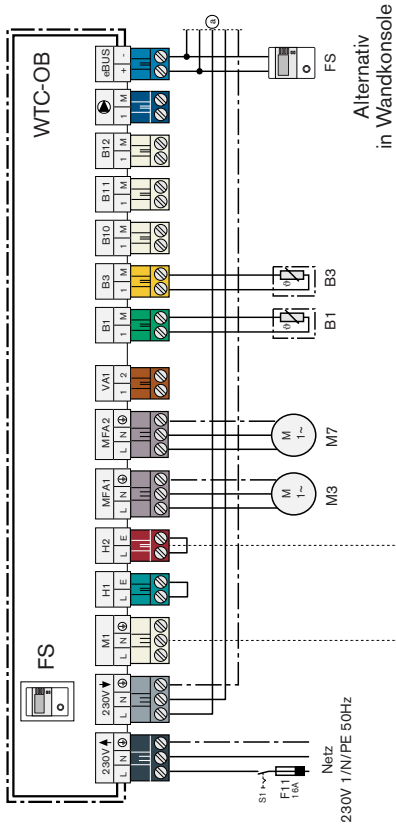 WTC-OB
FS
230V
L N
230V
L N
M1
L N
H1
L E
H2
L E
MFA1
L N
MFA2
L N
VA1
1 2
B1
1 M
B3
1 M
B10
1 M
B11
1 M
B12
1 M
1 M
eBUS
+ -
a
S1
F11
16A
Netz
230V 1/N/PE 50Hz
M
1~
M3
M
1~
M7
ϑ
B1
ϑ
B3
FS
Alternativ
in Wandkonsole